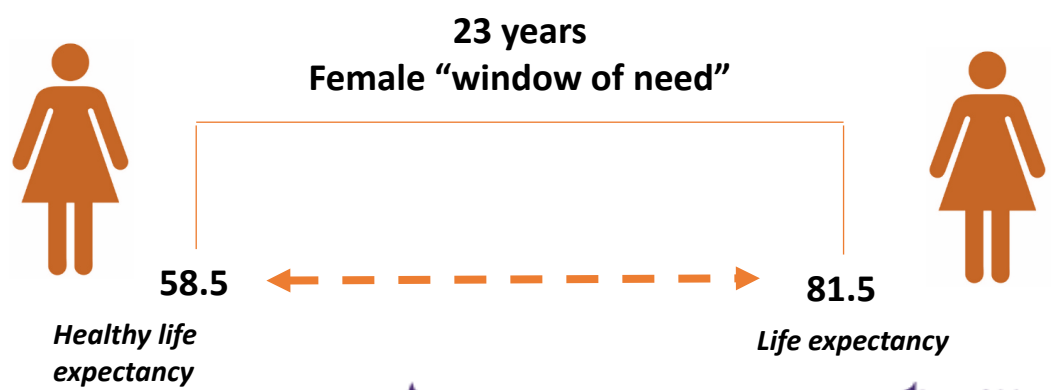 23 years
Female “window of need”
58.5
81.5
Healthy life
expectancy
Life expectancy